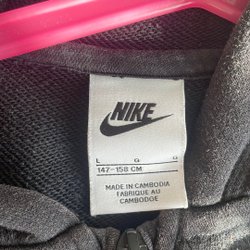 NIKE
L G G
147-158 CM
MADE IN CAMBODIA
FABRIQUÉ AU
CAMBODGE